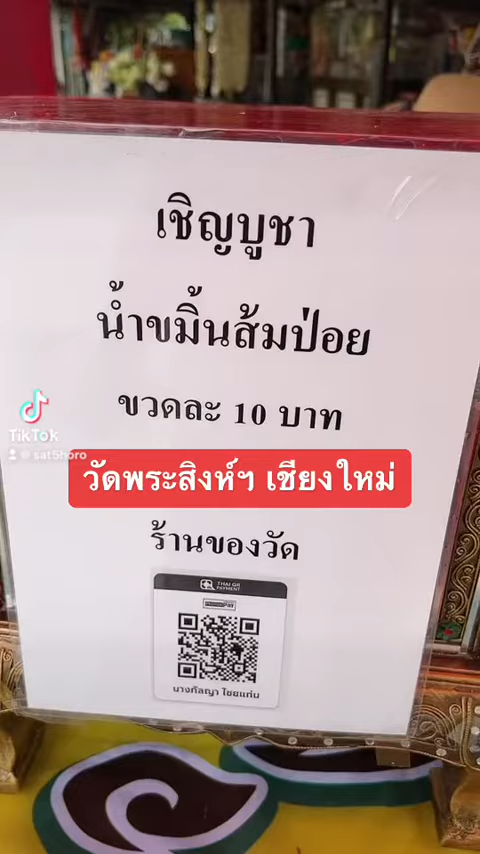 เชิญบูชา
น้ำขมิ้นส้มป่อย
ขวดละ 10 บาท
TikTok
@sat5horo
วัดพระสิงห์ฯ เชียงใหม่
ร้านของวัด
THAI QR
PAYMENT
PromptPay
นางกัลญา ไชยแก่น